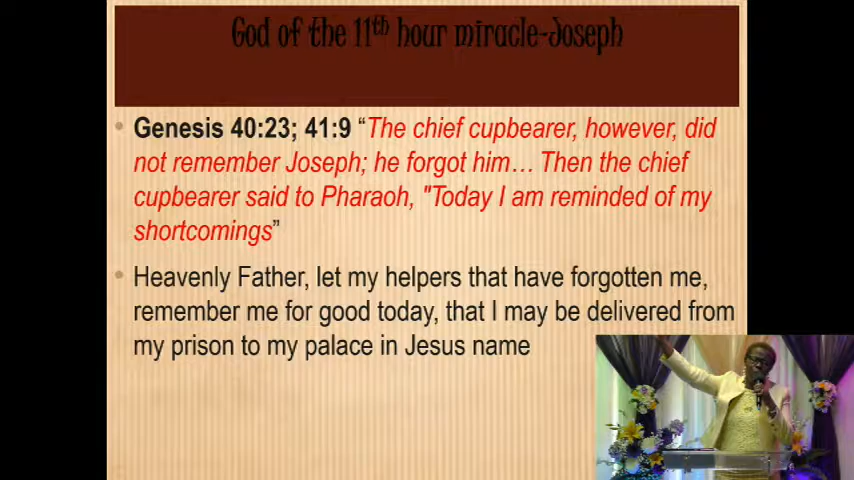 God of the 11th hour miracle-Joseph
Genesis 40:23; 41:9 “The chief cupbearer, however, did
not remember Joseph; he forgot him… Then the chief
cupbearer said to Pharaoh, "Today I am reminded of my
shortcomings”
Heavenly Father, let my helpers that have forgotten me,
remember me for good today, that I may be delivered from
my prison to my palace in Jesus name